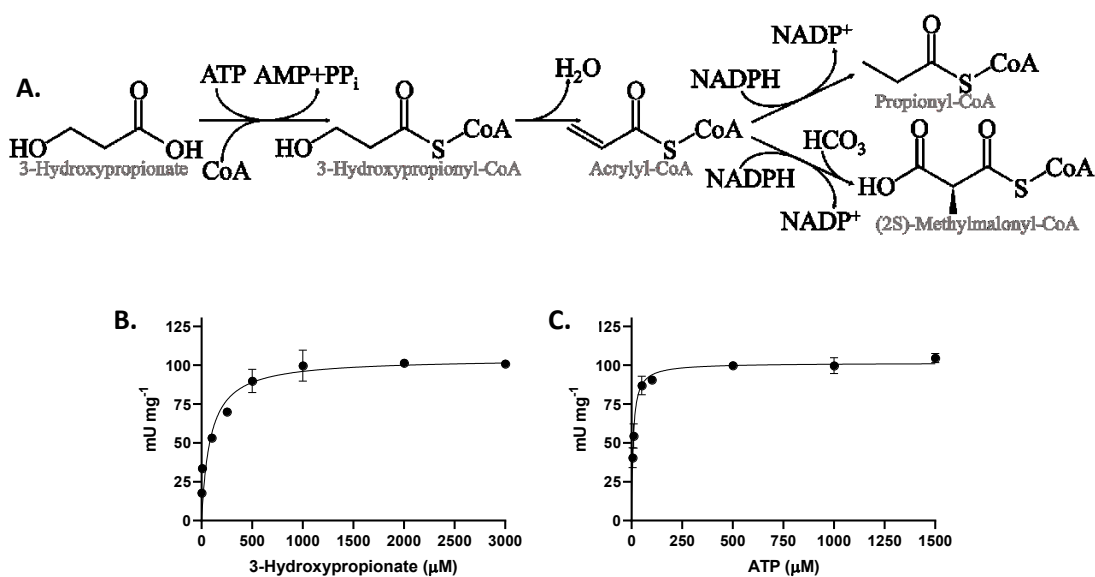 A.
HO
O
OH
3-Hydroxypropionate
ATP AMP+PPi
CoA
HO
O
S
CoA
3-Hydroxypropionyl-CoA
H2O
O
S
CoA
Acrylyl-CoA
NADPH
NADP+
O
S
CoA
Propionyl-CoA
NADPH
HCO3
NADP+
HO
O
O
S
CoA
(2S)-Methylmalonyl-CoA
B.
mU mg-1
125
100
75
50
25
0
0 500 1000 1500 2000 2500 3000
3-Hydroxypropionate (μM)
C.
mU mg-1
125
100
75
50
25
0
0 250 500 750 1000 1250 1500
ATP (μM)